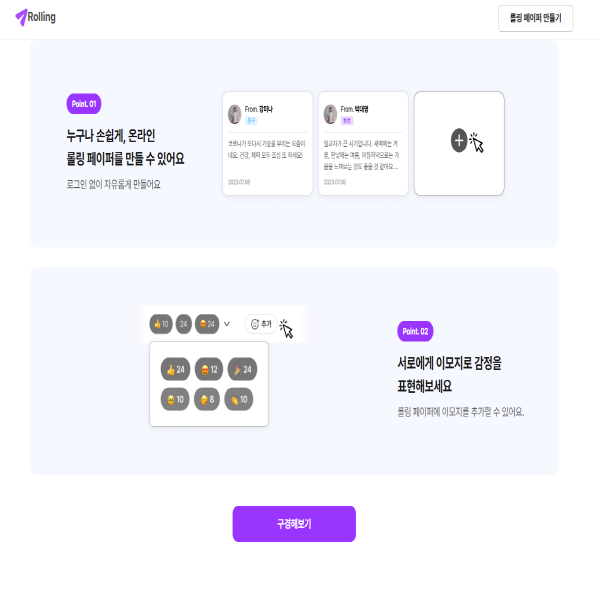 Rolling
롤링 페이퍼 만들기
Point. 01
누구나 손쉽게, 온라인
롤링 페이퍼를 만들 수 있어요
로그인 없이 자유롭게 만들어요
From. 강미나
친구
코로나가 또다시 기승을 부리는 요즘이
네요. 건강, 체력 모두 조심 또 하세요!
2023.07.08
From. 박대영
동료
일교차가 큰 시기입니다. 새벽에는 겨
울, 한낮에는 여름, 아침저녁으로는 가
을을 느껴보는 것도 좋을 것 같아요....
2023.07.08
👍 10
24
😍 24
추가
👍 24
😍 12
🎉 24
10
8
👏 10
Point. 02
서로에게 이모지로 감정을
표현해보세요
롤링 페이퍼에 이모지를 추가할 수 있어요.
구경해보기